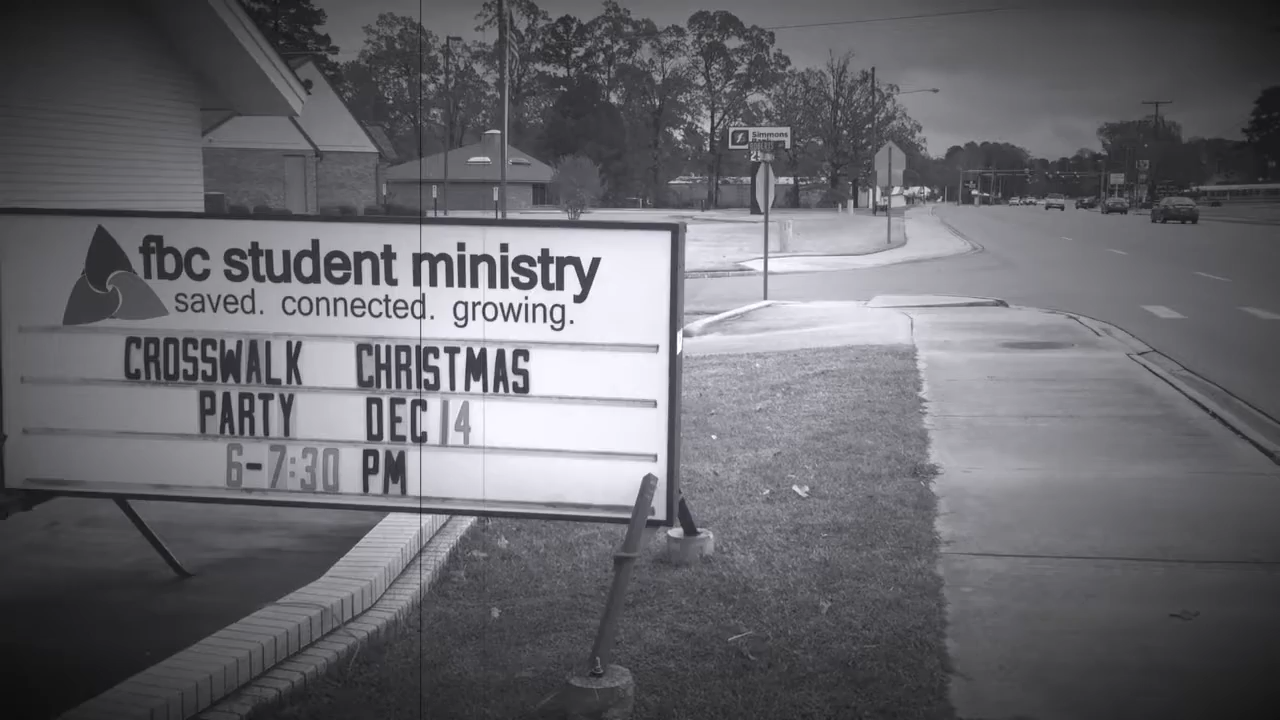 fbc student ministry
saved. connected. growing.
CROSSWALK CHRISTMAS
PARTY DEC 14
6-7:30 PM
Simmons